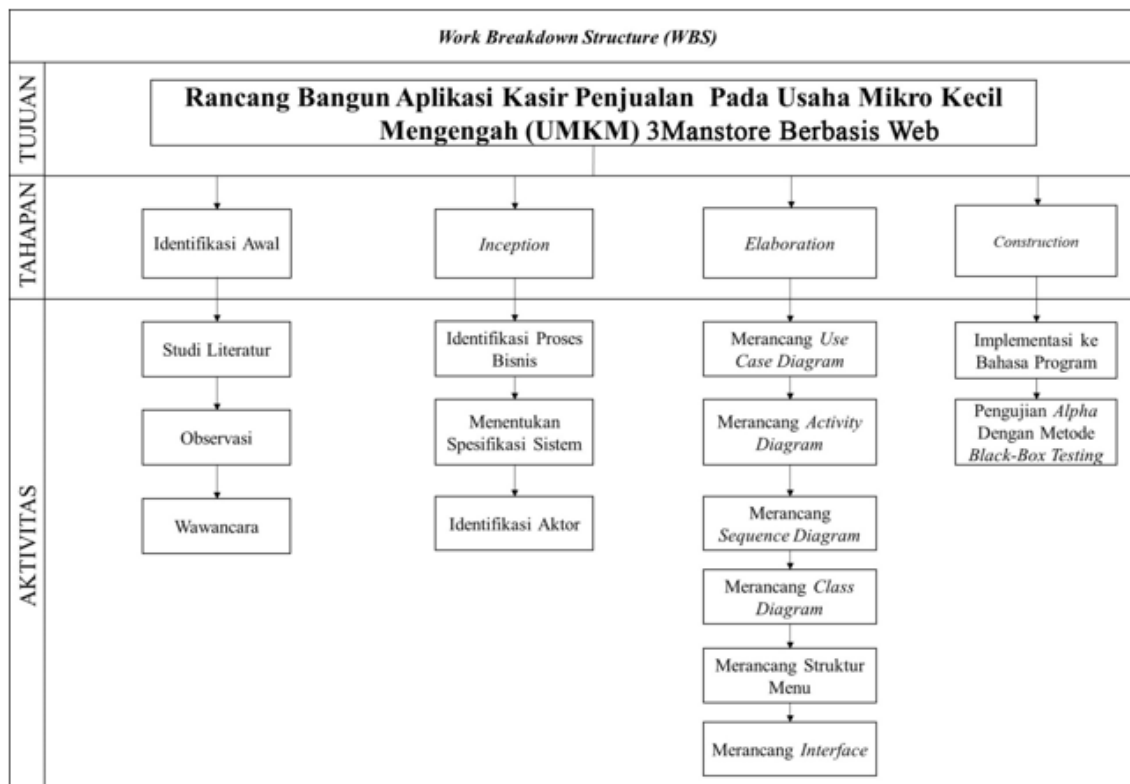 Work Breakdown Structure (WBS)
TUJUAN
Rancang Bangun Aplikasi Kasir Penjualan Pada Usaha Mikro Kecil
Mengengah (UMKM) 3Manstore Berbasis Web
TAHAPAN
Identifikasi Awal
Inception
Elaboration
Construction
AKTIVITAS
Studi Literatur
Observasi
Wawancara
Identifikasi Proses
Bisnis
Menentukan
Spesifikasi Sistem
Identifikasi Aktor
Merancang Use
Case Diagram
Merancang Activity
Diagram
Merancang
Sequence Diagram
Merancang Class
Diagram
Merancang Struktur
Menu
Merancang Interface
Implementasi ke
Bahasa Program
Pengujian Alpha
Dengan Metode
Black-Box Testing